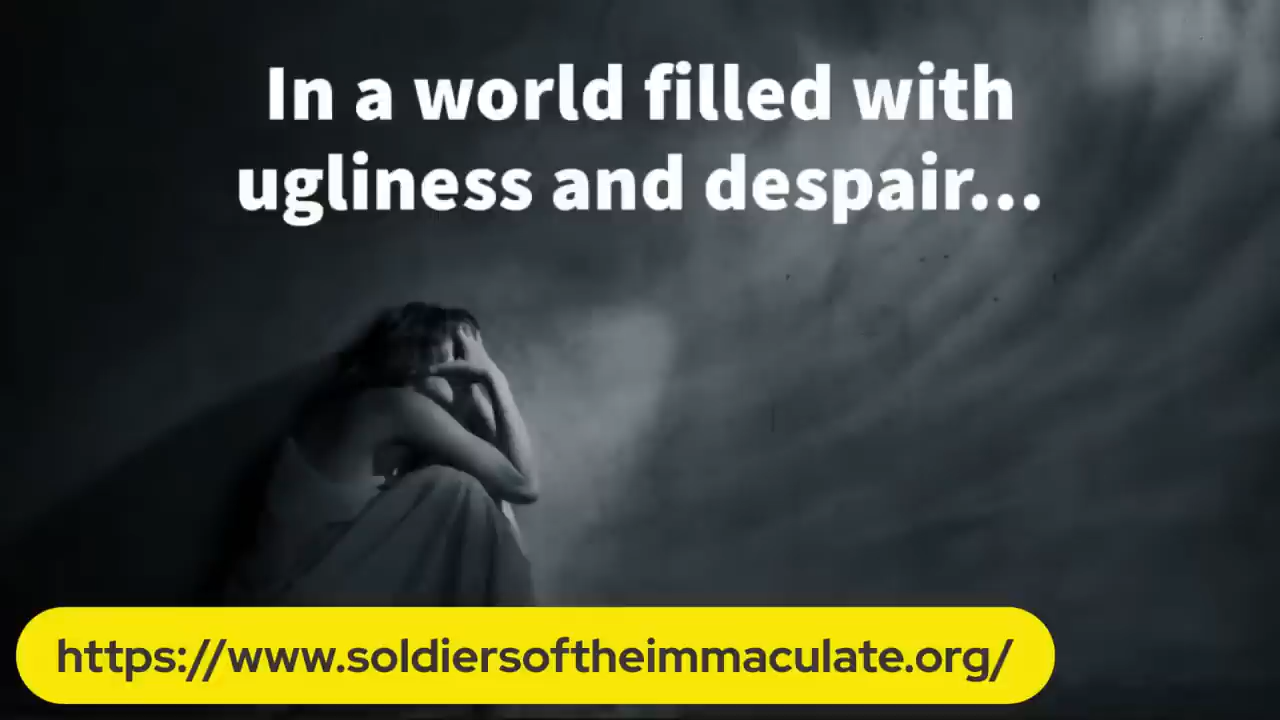 In a world filled with
ugliness and despair...
https://www.soldiersoftheimmaculate.org/